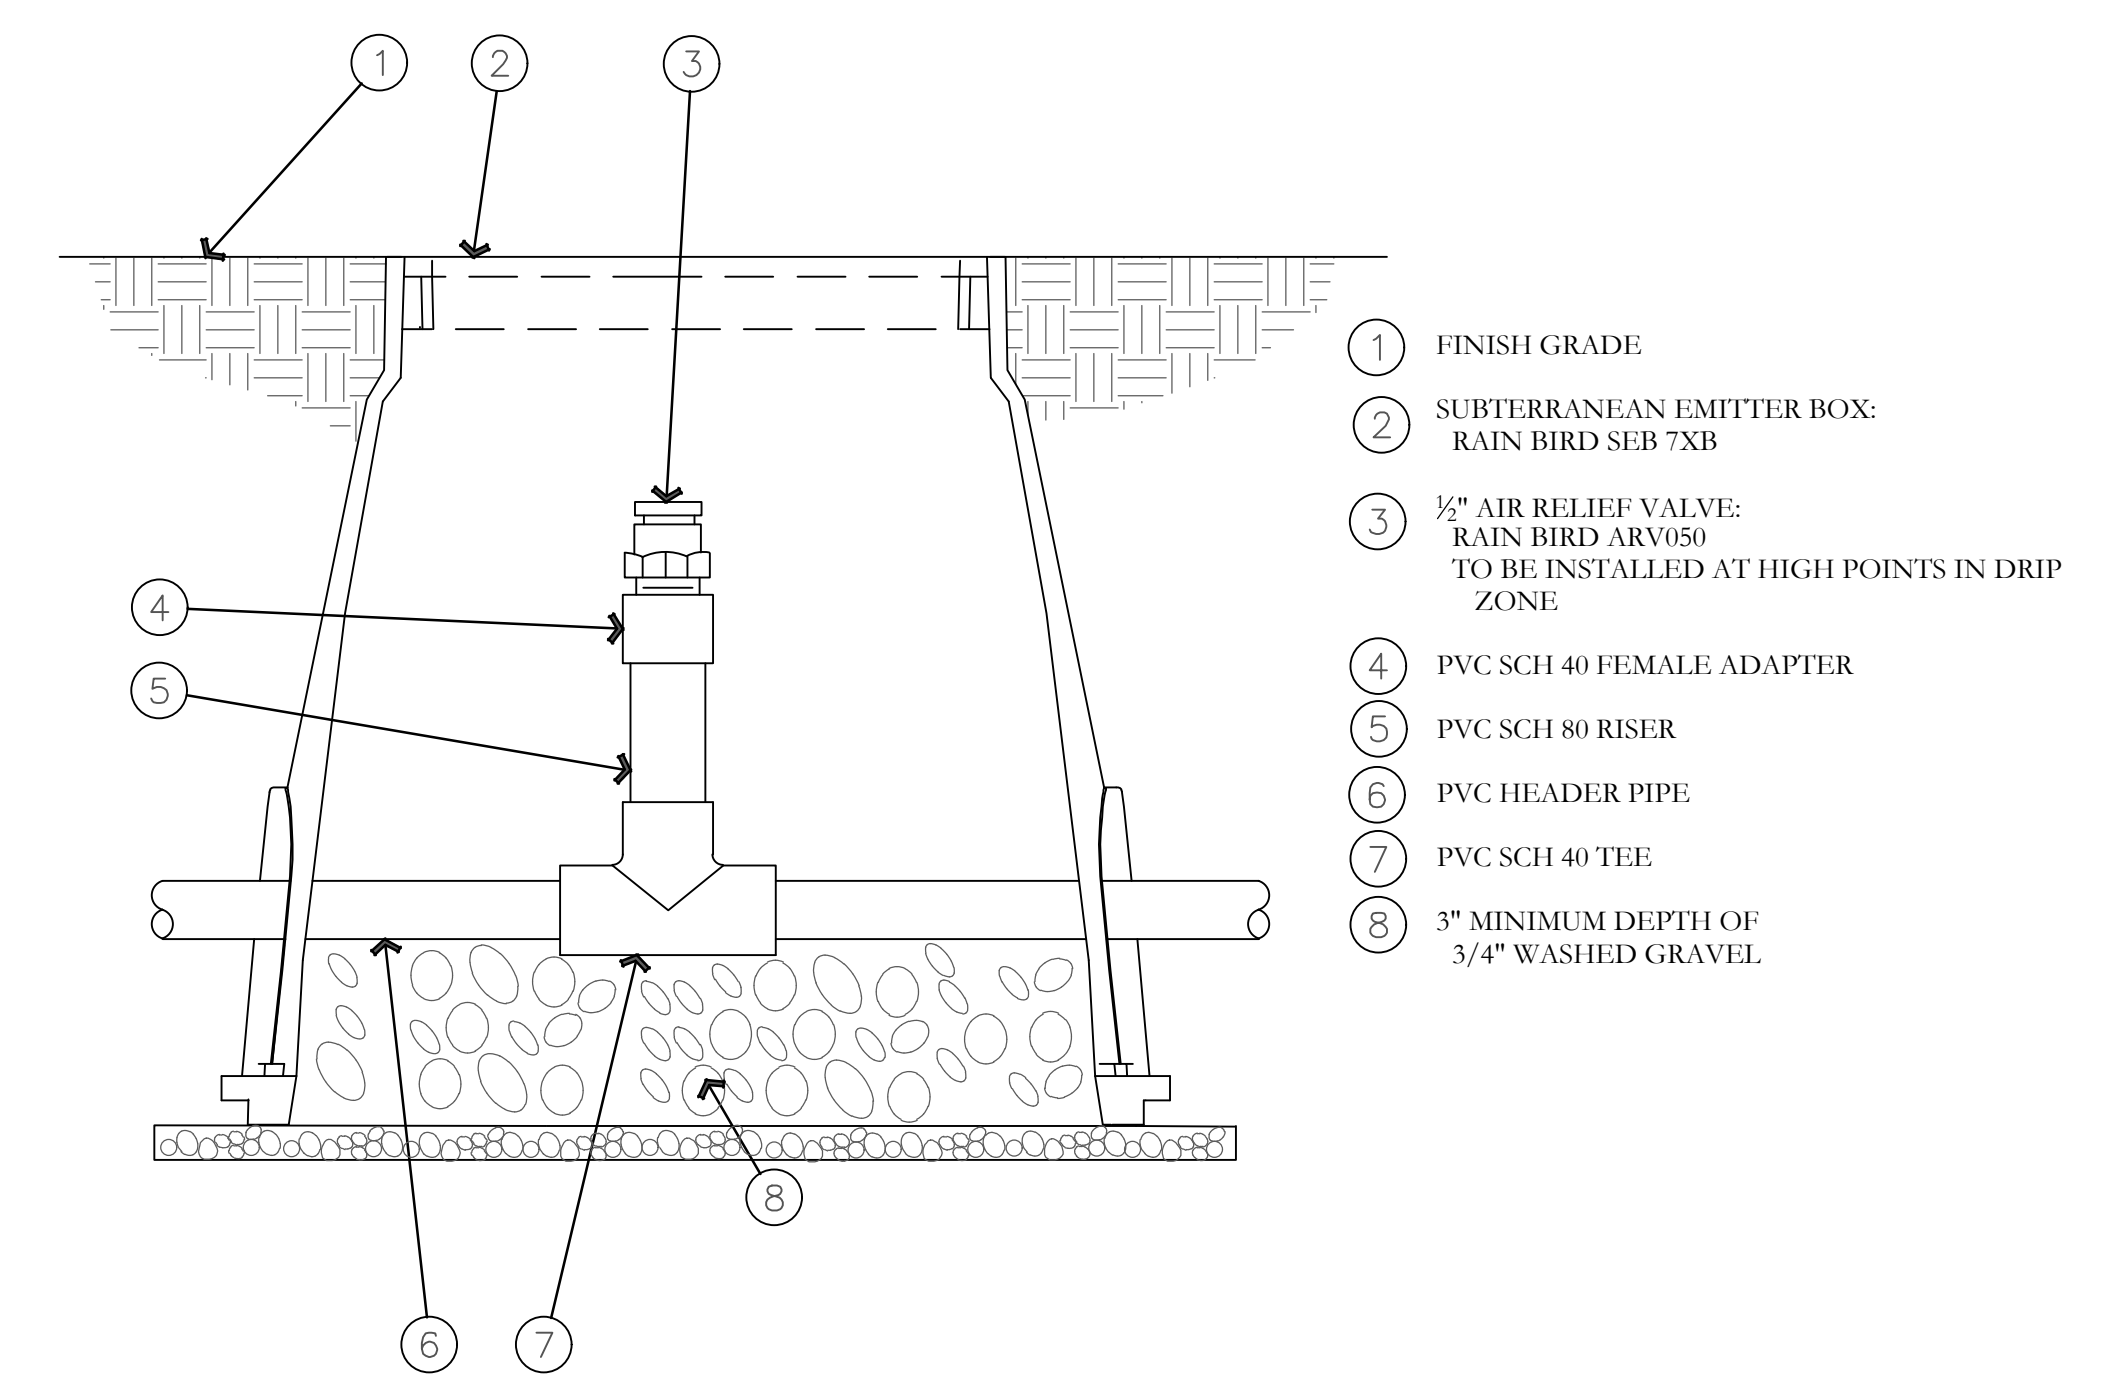 1 2 3
4
5
8
6 7
1 FINISH GRADE
2 SUBTERRANEAN EMITTER BOX:
RAIN BIRD SEB 7XB
3 ½" AIR RELIEF VALVE:
RAIN BIRD ARV050
TO BE INSTALLED AT HIGH POINTS IN DRIP
ZONE
4 PVC SCH 40 FEMALE ADAPTER
5 PVC SCH 80 RISER
6 PVC HEADER PIPE
7 PVC SCH 40 TEE
8 3" MINIMUM DEPTH OF
3/4" WASHED GRAVEL